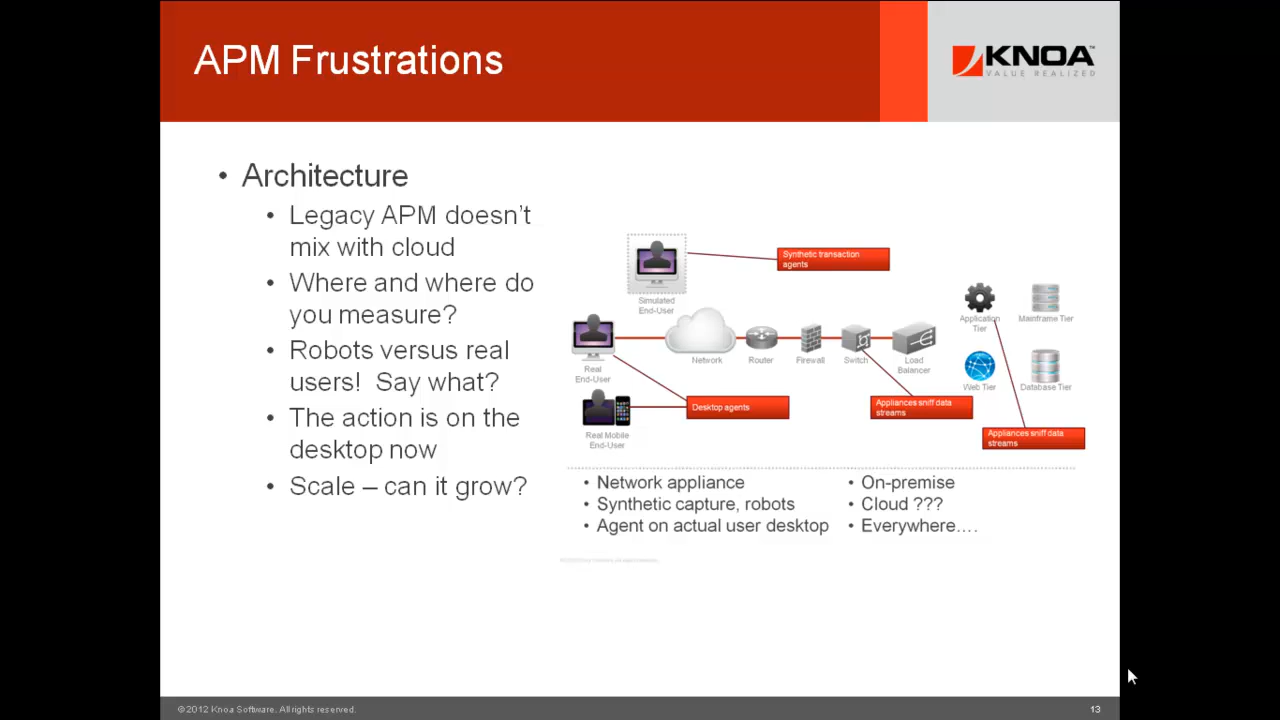 APM Frustrations
KNOA™
VALUE REALIZED
• Architecture
• Legacy APM doesn’t
mix with cloud
• Where and where do
you measure?
• Robots versus real
users! Say what?
• The action is on the
desktop now
• Scale – can it grow?
Synthetic transaction
agents
Simulated
End-User
Application
Tier
Mainframe Tier
Network
Router
Firewall
Switch
Load
Balancer
Real
End-User
Web Tier
Database Tier
Desktop agents
Appliances sniff data
streams
Real Mobile
End-User
Appliances sniff data
streams
• Network appliance
• Synthetic capture, robots
• Agent on actual user desktop
• On-premise
• Cloud ???
• Everywhere….
© 2012 Knoa Software. All rights reserved.
13